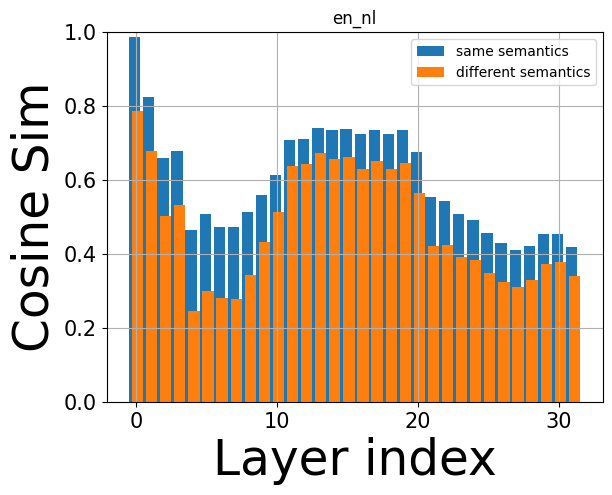 en_nl
same semantics
different semantics
Cosine Sim
1.0
0.8
0.6
0.4
0.2
0.0
0 10 20 30
Layer index